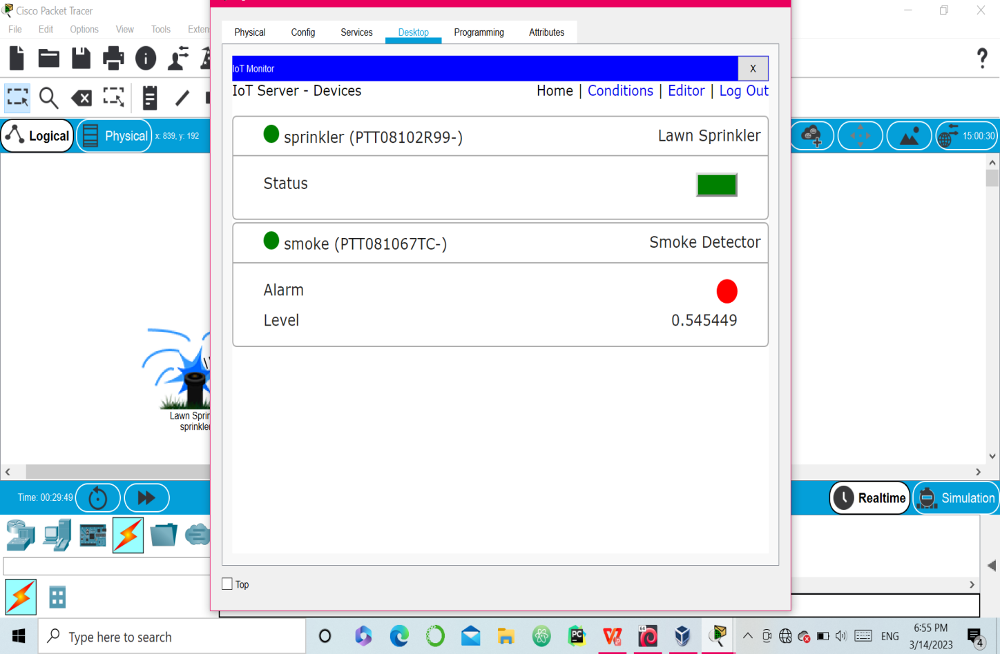 Cisco Packet Tracer
File Edit Options View Tools
Physical Config Services Desktop Programming Attributes
IoT Monitor X
IoT Server - Devices Home | Conditions | Editor | Log Out
Logical Physical x: 839, y: 192
15:00:30
sprinkler (PTT08102R99-) Lawn Sprinkler
Status
smoke (PTT081067TC-) Smoke Detector
Alarm
Level 0.545449
Lawn
sprinkler
Time: 00:29:49
Realtime Simulation
Top
Type here to search
ENG
6:55 PM
3/14/2023
4